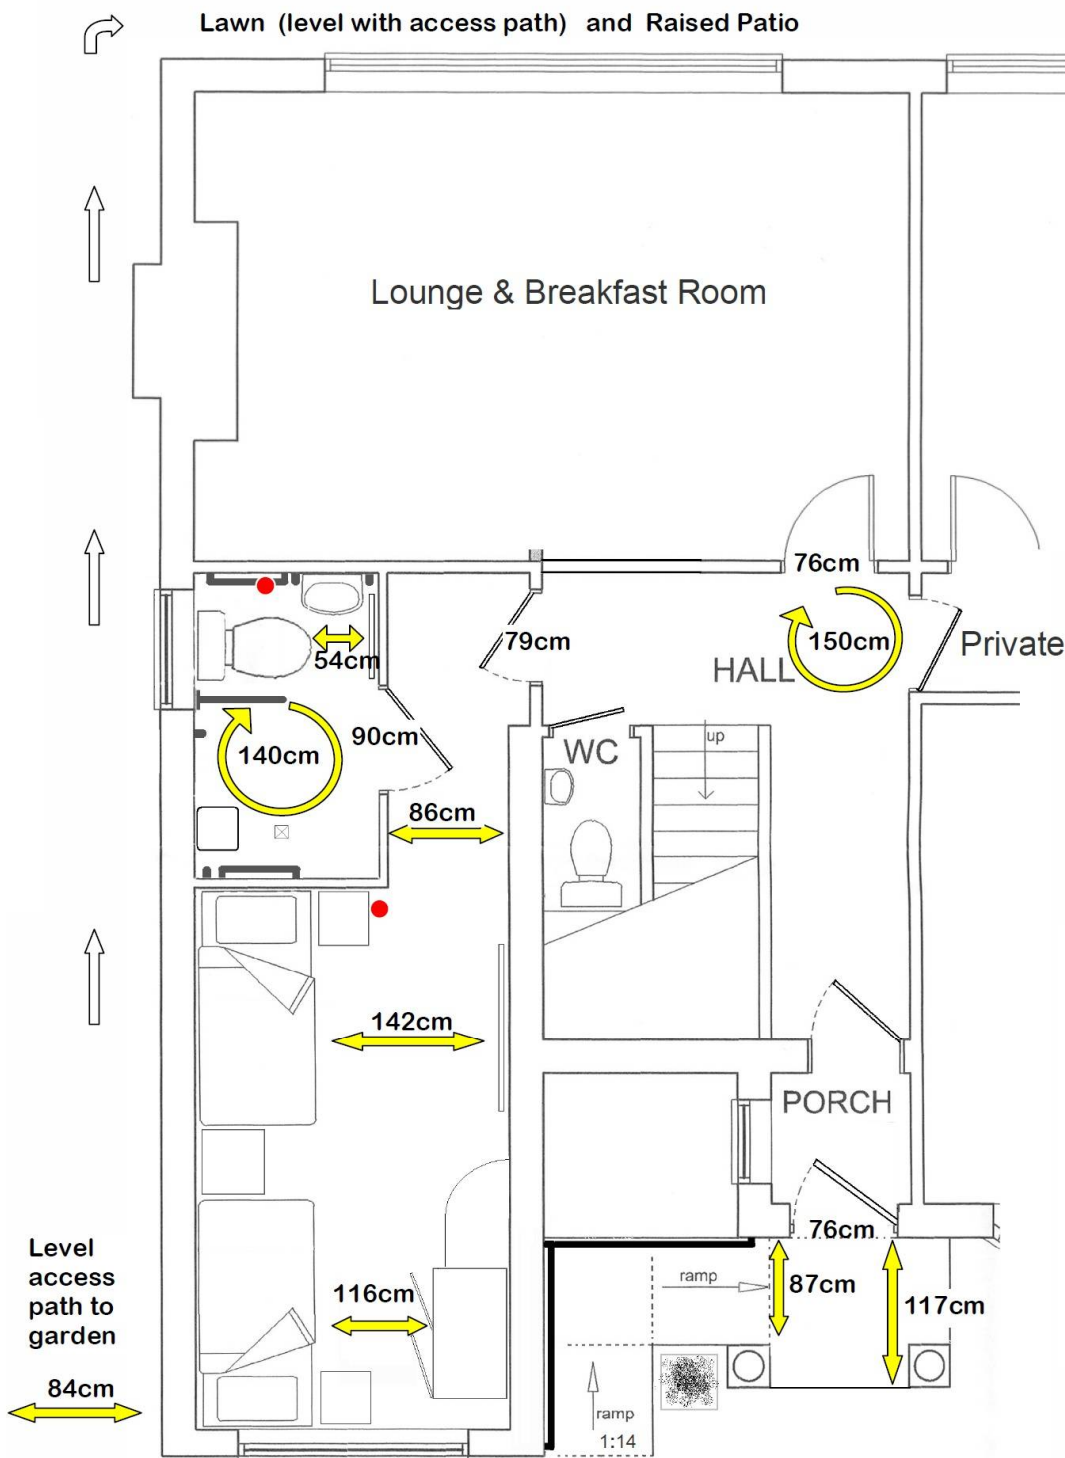 Lawn (level with access path) and Raised Patio
Lounge & Breakfast Room
76cm
150cm
Private
HALL
79cm
54cm
90cm
140cm
WC
up
86cm
142cm
PORCH
76cm
87cm
117cm
ramp
116cm
Level
access
path to
garden
84cm
ramp
1:14